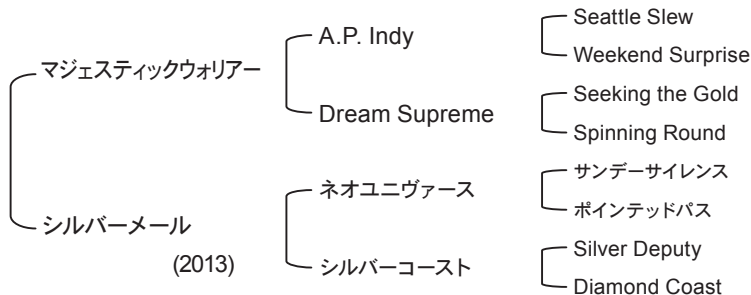 マジェスティックウォリアー
シルバーメール
(2013)
A.P. Indy
Dream Supreme
ネオユニヴァース
シルバーコースト
Seattle Slew
Weekend Surprise
Seeking the Gold
Spinning Round
サンデーサイレンス
ポインテッドパス
Silver Deputy
Diamond Coast